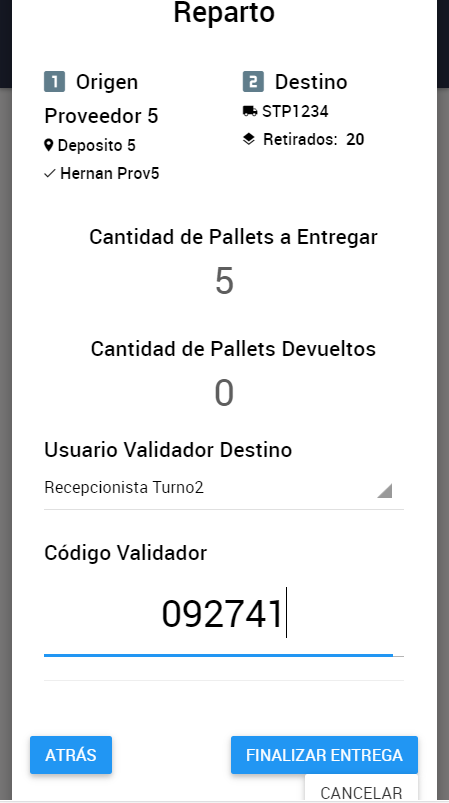 Reparto
1 Origen
Proveedor 5
Deposito 5
Hernan Prov5
2 Destino
STP1234
Retirados: 20
Cantidad de Pallets a Entregar
5
Cantidad de Pallets Devueltos
0
Usuario Validador Destino
Recepcionista Turno2
Código Validador
092741
ATRÁS
FINALIZAR ENTREGA
CANCELAR